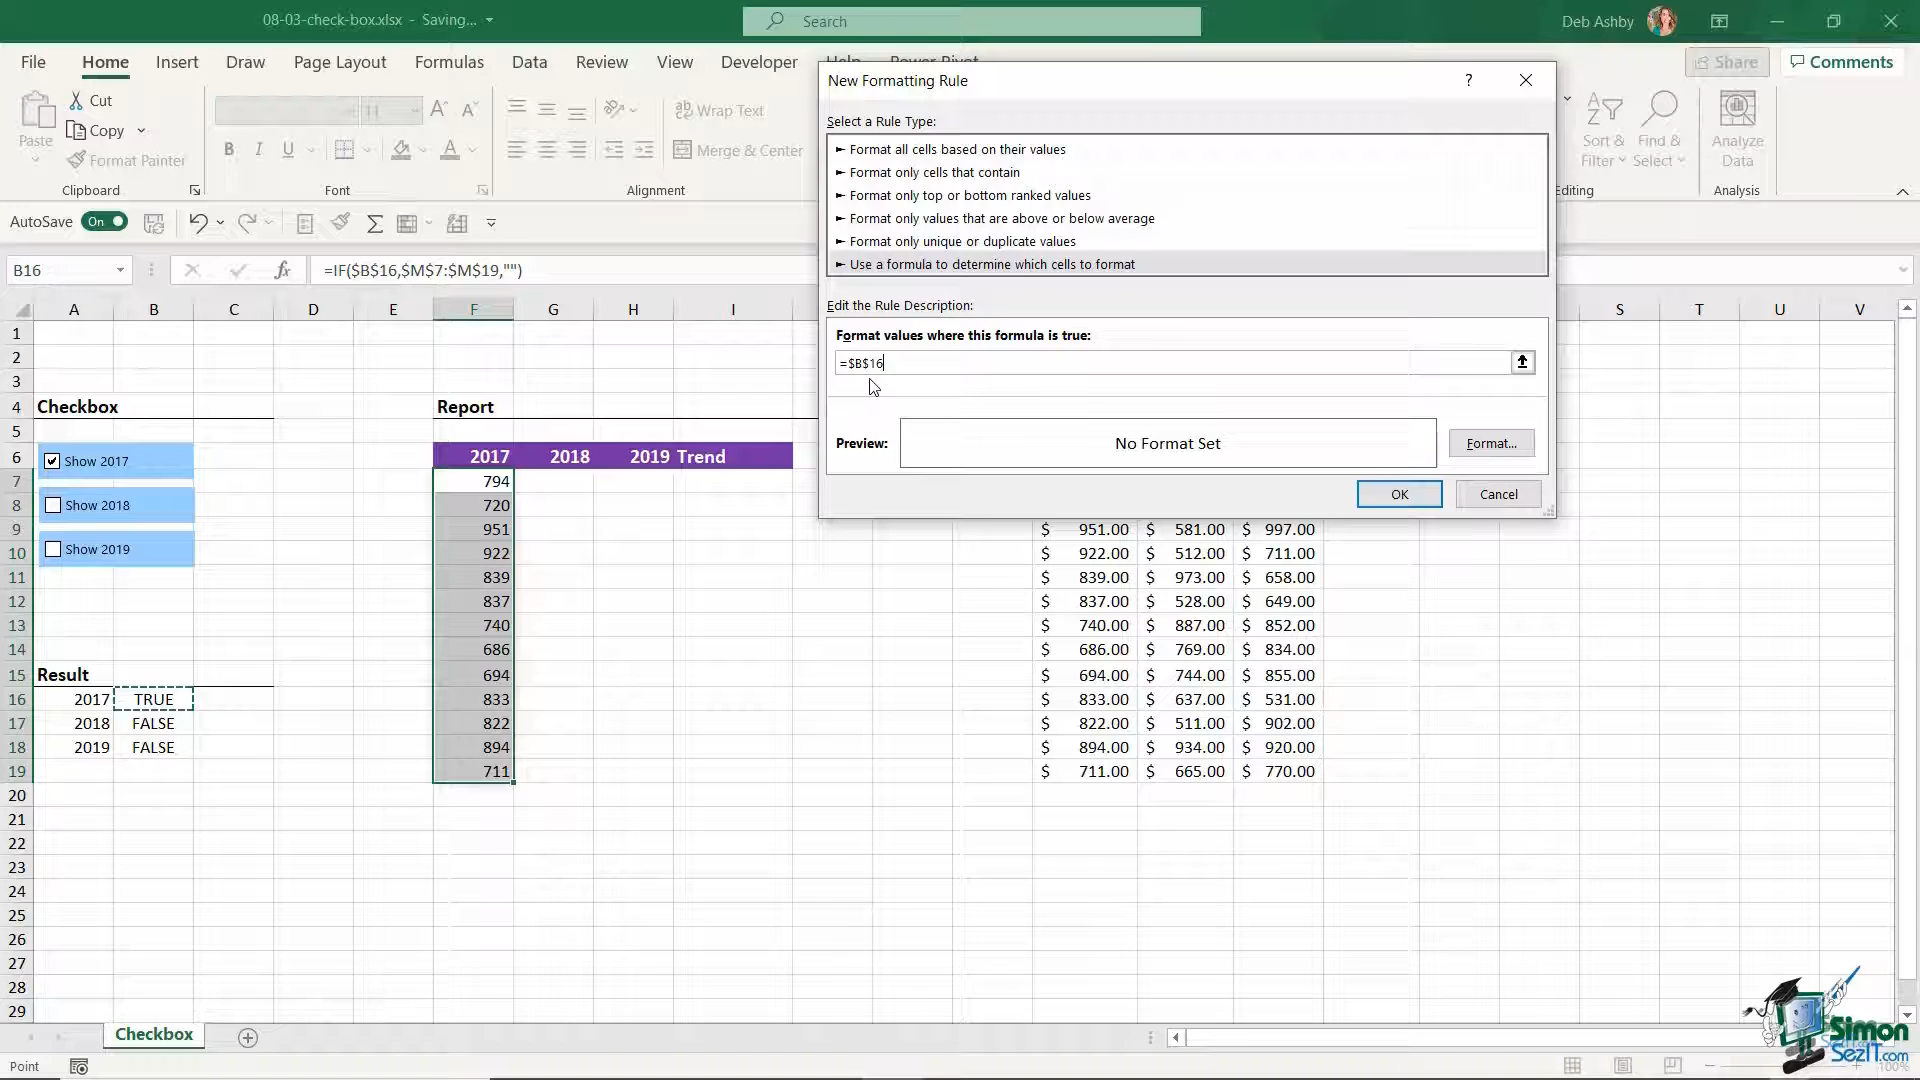 08-03-check-box.xlsx - Saving...
Search
Deb Ashby
File Home Insert Draw Page Layout Formulas Data Review View Developer Help Power Pivot
Share Comments
Paste
Cut
Copy
Format Painter
Clipboard
11
B I U
Font
Wrap Text
Merge & Center
Alignment
Sort & Filter
Find & Select
Editing
Analyze Data
Analysis
AutoSave On
B16
fx
=IF($B$16,$M$7:$M$19,"")
New Formatting Rule
?
Select a Rule Type:
► Format all cells based on their values
► Format only cells that contain
► Format only top or bottom ranked values
► Format only values that are above or below average
► Format only unique or duplicate values
► Use a formula to determine which cells to format
Edit the Rule Description:
Format values where this formula is true:
=$B$16
Preview:
No Format Set
Format...
OK
Cancel
A B C D E F G H I S T U V
1
2
3
4 Checkbox Report
5
6 Show 2017 2017 2018 2019 Trend
7 794
8 Show 2018 720
9 951 $ 951.00 $ 581.00 $ 997.00
10 Show 2019 922 $ 922.00 $ 512.00 $ 711.00
11 839 $ 839.00 $ 973.00 $ 658.00
12 837 $ 837.00 $ 528.00 $ 649.00
13 740 $ 740.00 $ 887.00 $ 852.00
14 686 $ 686.00 $ 769.00 $ 834.00
15 Result 694 $ 694.00 $ 744.00 $ 855.00
16 2017 TRUE 833 $ 833.00 $ 637.00 $ 531.00
17 2018 FALSE 822 $ 822.00 $ 511.00 $ 902.00
18 2019 FALSE 894 $ 894.00 $ 934.00 $ 920.00
19 711 $ 711.00 $ 665.00 $ 770.00
20
21
22
23
24
25
26
27
28
29
Checkbox
Point
100%
Simon
SezIT.com